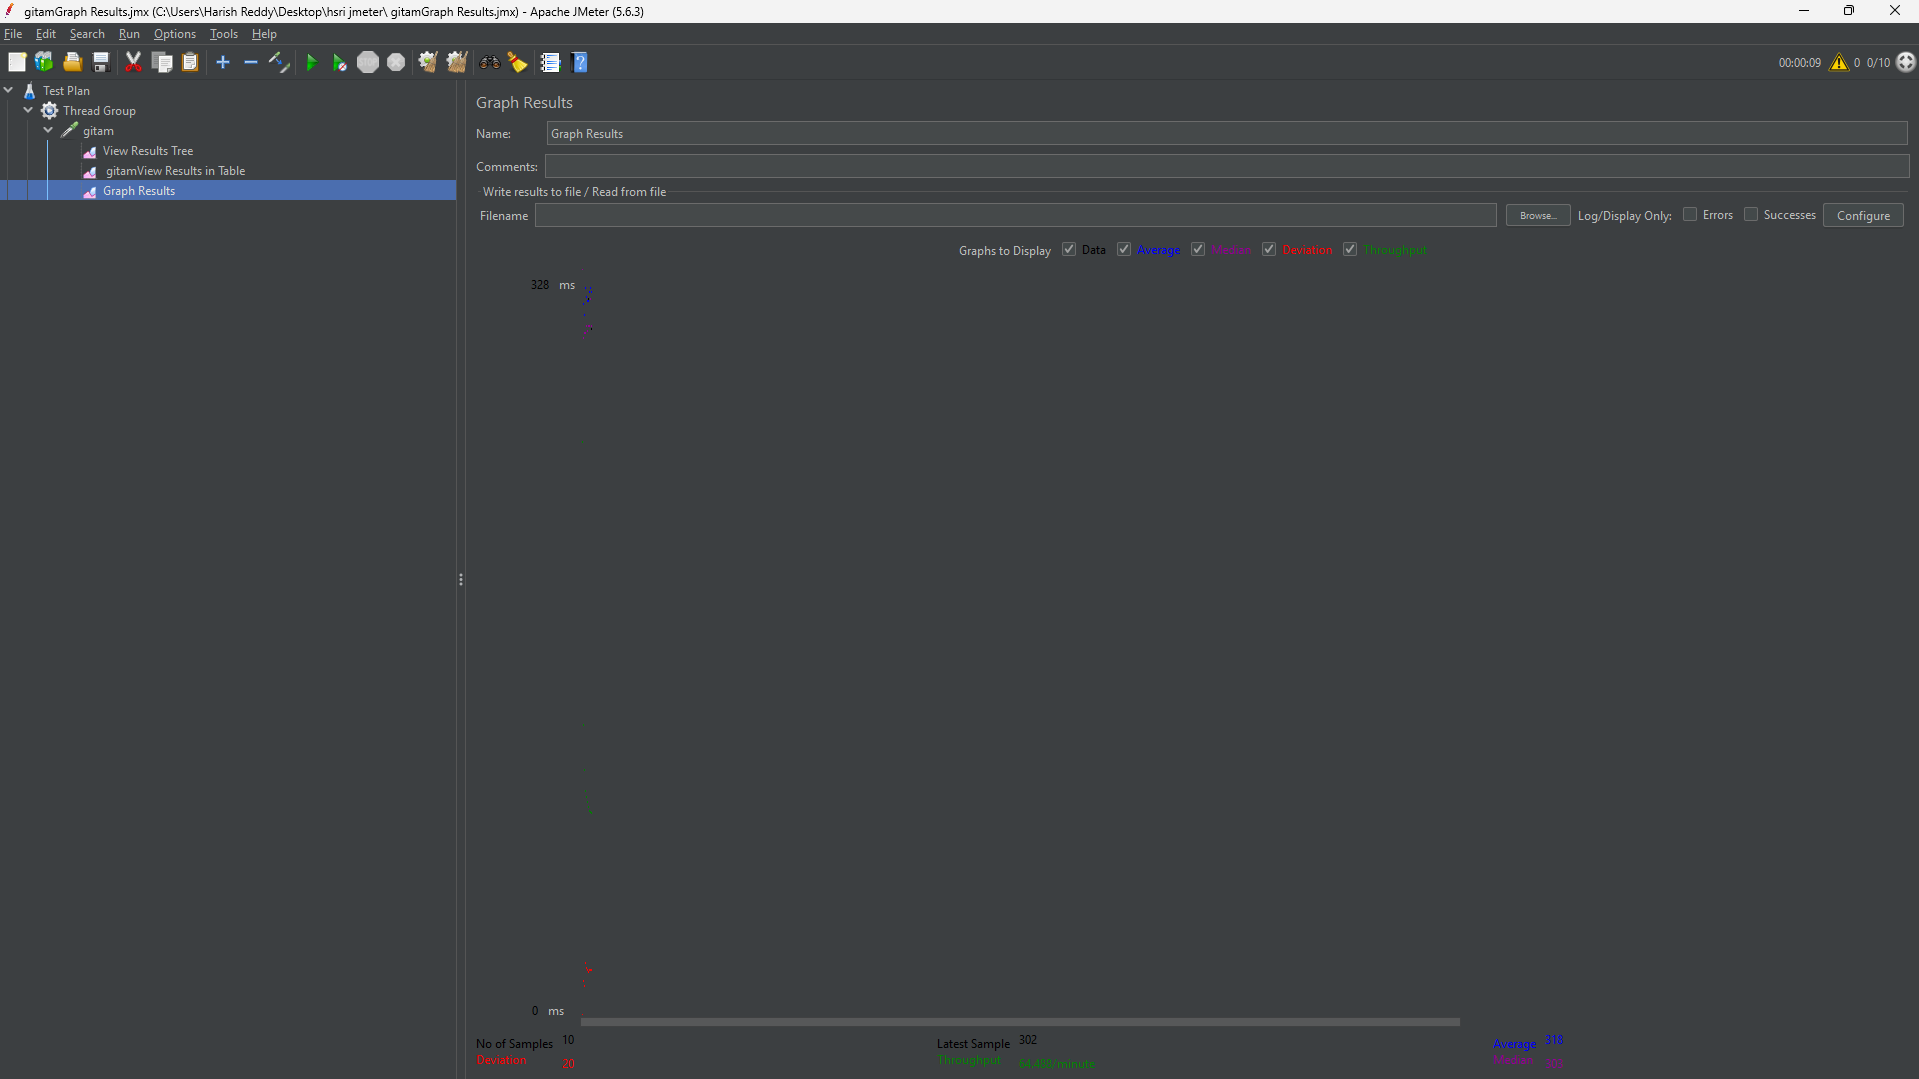 gitamGraph Results.jmx (C:\Users\Harish Reddy\Desktop\hsri jmeter\ gitamGraph Results.jmx) - Apache JMeter (5.6.3)
File Edit Search Run Options Tools Help
STOP 00:00:09 0 0/10
Test Plan
Thread Group
gitam
View Results Tree
gitamView Results in Table
Graph Results
Graph Results
Name: Graph Results
Comments:
Write results to file / Read from file
Filename Browse... Log/Display Only: Errors Successes Configure
Graphs to Display Data Average Median Deviation Throughput
328 ms
0 ms
No of Samples 10 Latest Sample 302 Average 318
Deviation 20 Throughput 64.488/minute Median